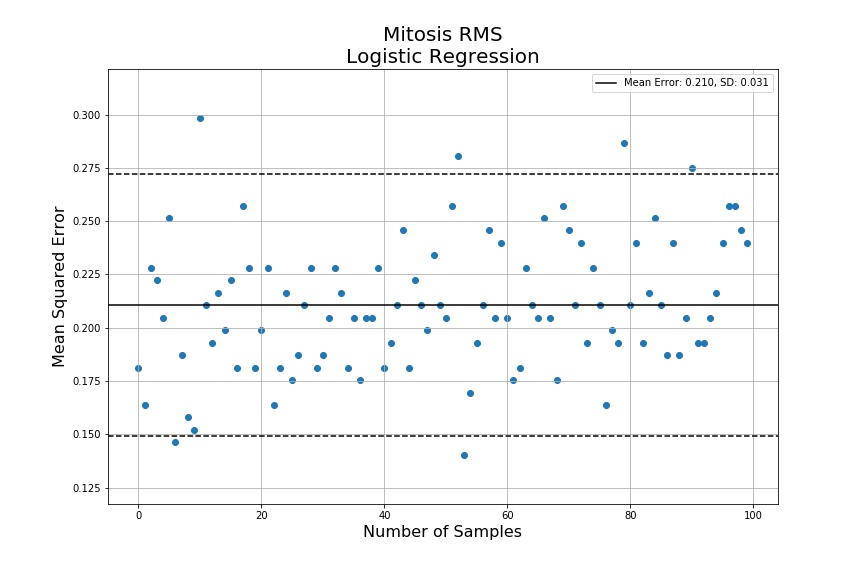 Mitosis RMS
Logistic Regression
Mean Error: 0.210, SD: 0.031
Mean Squared Error
0.300
0.275
0.250
0.225
0.200
0.175
0.150
0.125
0
20
40
60
80
100
Number of Samples